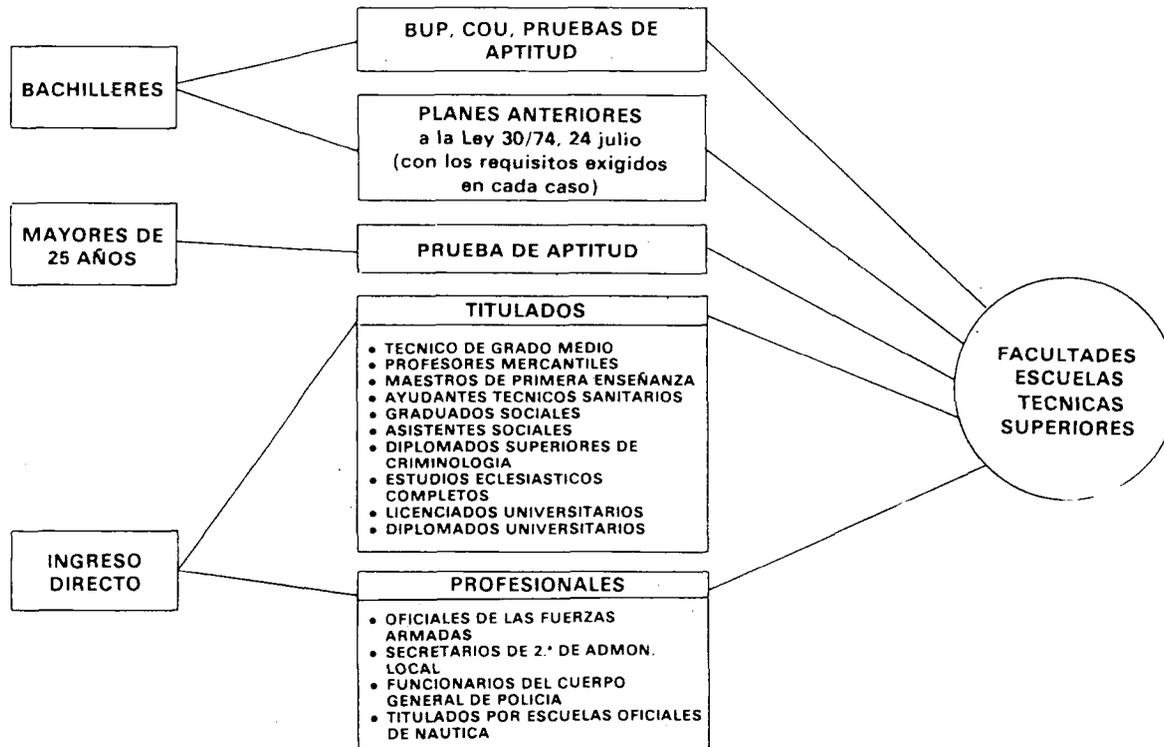 BACHILLERES
BUP, COU, PRUEBAS DE
APTITUD
PLANES ANTERIORES
a la Ley 30/74, 24 julio
(con los requisitos exigidos
en cada caso)
MAYORES DE
25 AÑOS
PRUEBA DE APTITUD
INGRESO
DIRECTO
TITULADOS
• TECNICO DE GRADO MEDIO
• PROFESORES MERCANTILES
• MAESTROS DE PRIMERA ENSEÑANZA
• AYUDANTES TECNICOS SANITARIOS
• GRADUADOS SOCIALES
• ASISTENTES SOCIALES
• DIPLOMADOS SUPERIORES DE
CRIMINOLOGIA
• ESTUDIOS ECLESIASTICOS
COMPLETOS
• LICENCIADOS UNIVERSITARIOS
• DIPLOMADOS UNIVERSITARIOS
PROFESIONALES
• OFICIALES DE LAS FUERZAS
ARMADAS
• SECRETARIOS DE 2.ª DE ADMON.
LOCAL
• FUNCIONARIOS DEL CUERPO
GENERAL DE POLICIA
• TITULADOS POR ESCUELAS OFICIALES
DE NAUTICA
FACULTADES
ESCUELAS
TECNICAS
SUPERIORES